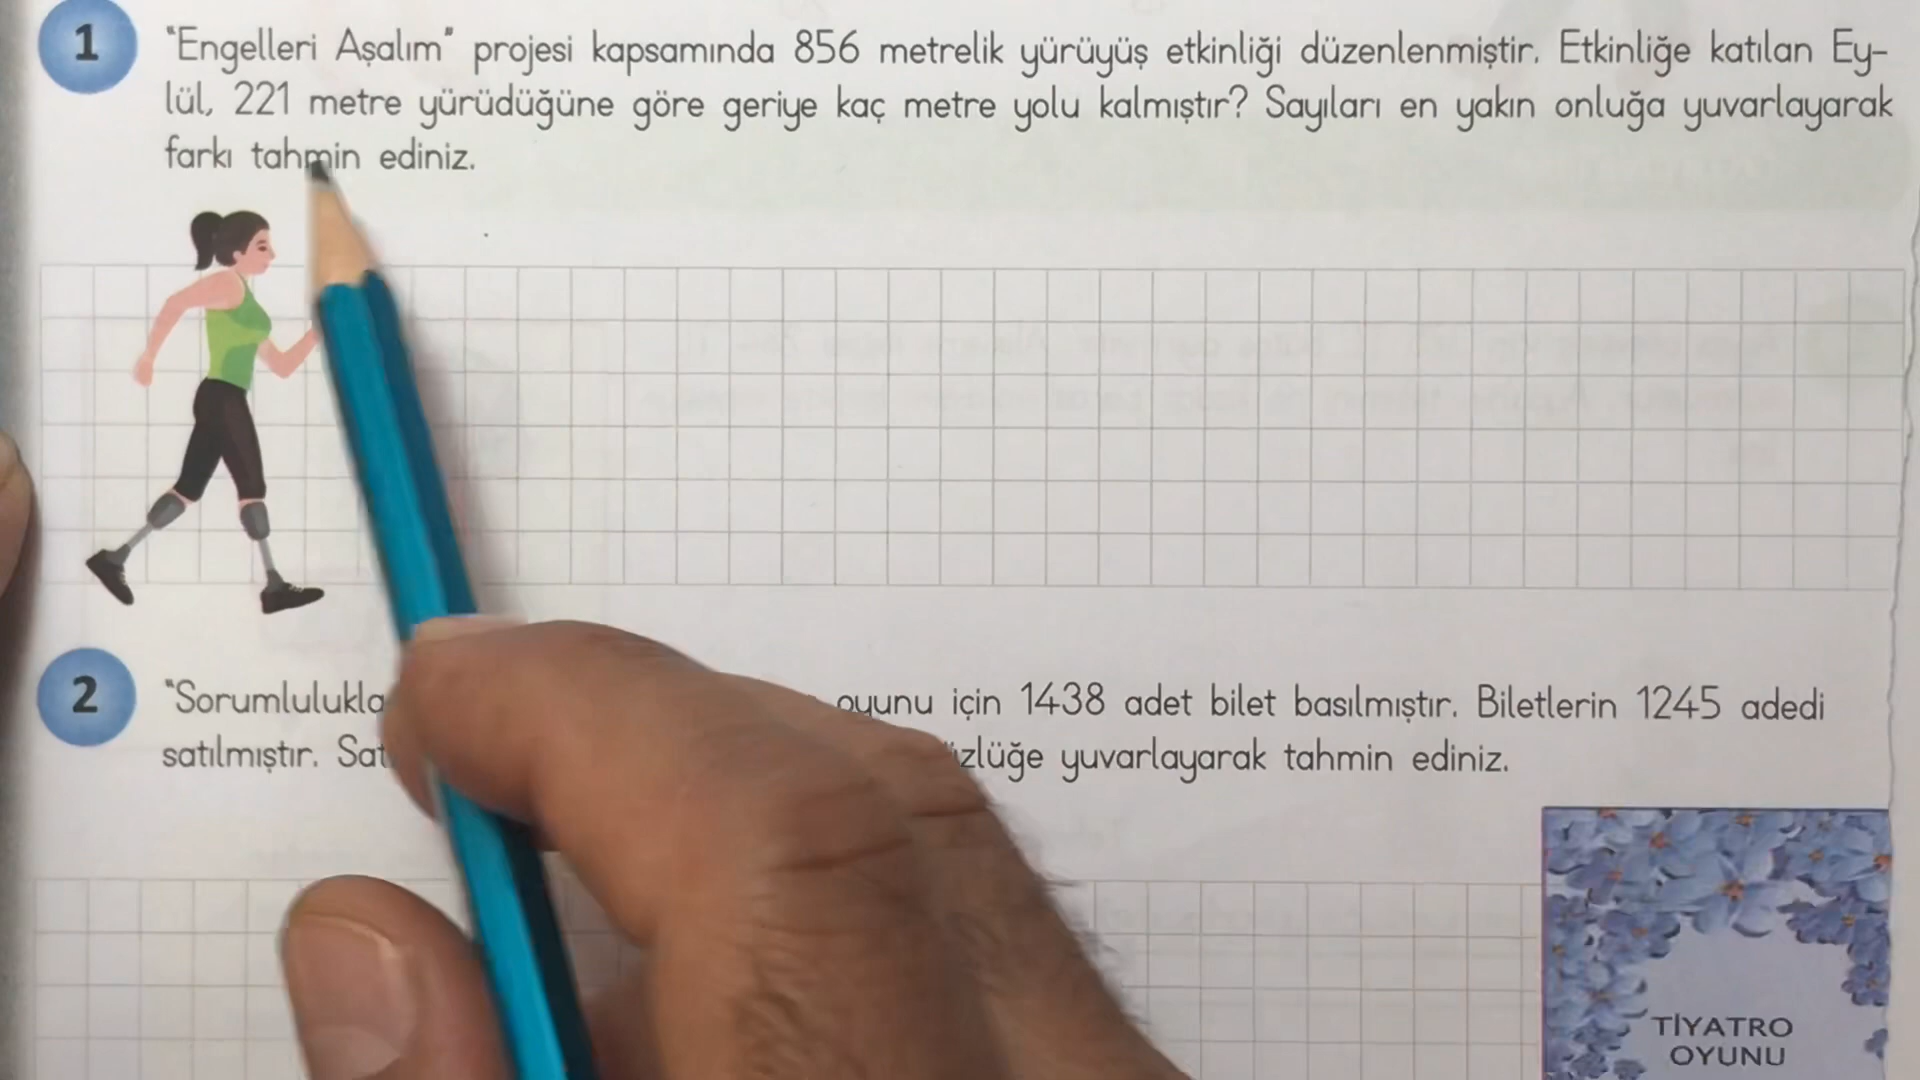 1
"Engelleri Aşalım" projesi kapsamında 856 metrelik yürüyüş etkinliği düzenlenmiştir. Etkinliğe katılan Ey-
lül, 221 metre yürüdüğüne göre geriye kaç metre yolu kalmıştır? Sayıları en yakın onluğa yuvarlayarak
farkı tahmin ediniz.
2
oyunu için 1438 adet bilet basılmıştır. Biletlerin 1245 adedi
satılmıştır. yuvarlayarak tahmin ediniz.
TİYATRO
OYUNU